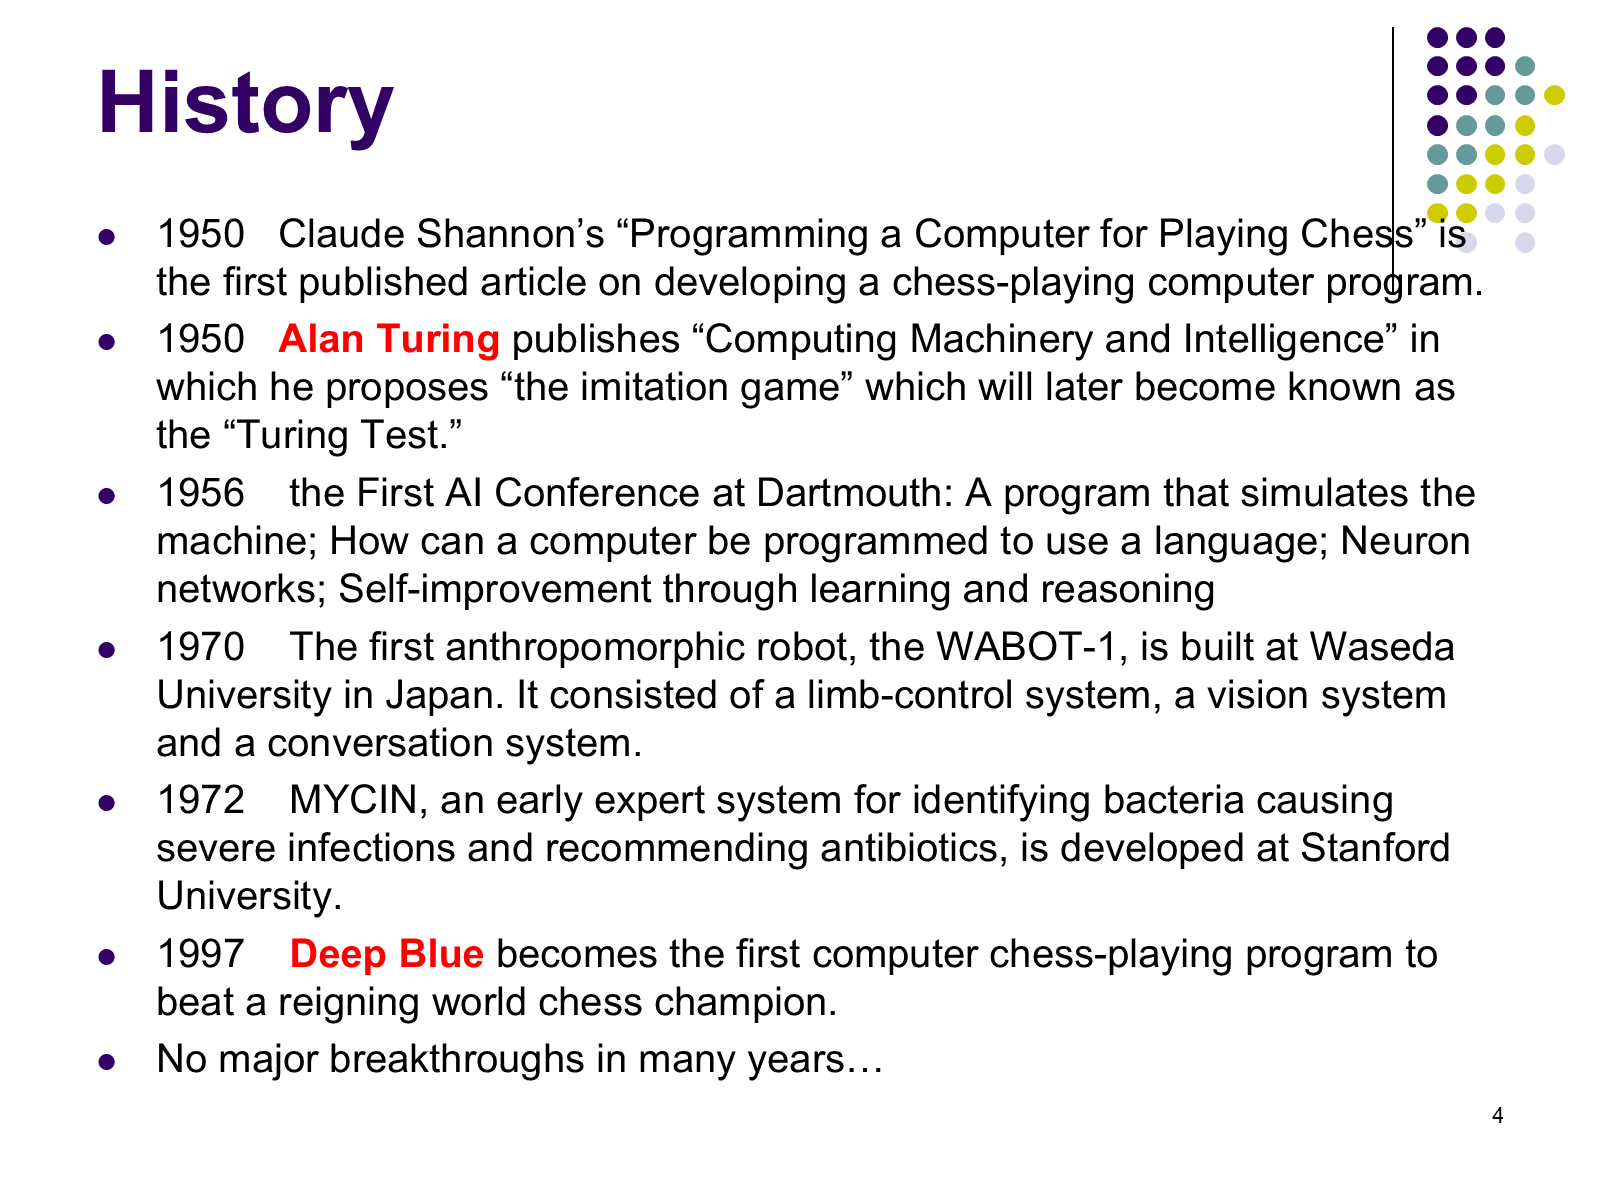 History
● 1950 Claude Shannon’s “Programming a Computer for Playing Chess” is
the first published article on developing a chess-playing computer program.
● 1950 Alan Turing publishes “Computing Machinery and Intelligence” in
which he proposes “the imitation game” which will later become known as
the “Turing Test.”
● 1956 the First AI Conference at Dartmouth: A program that simulates the
machine; How can a computer be programmed to use a language; Neuron
networks; Self-improvement through learning and reasoning
● 1970 The first anthropomorphic robot, the WABOT-1, is built at Waseda
University in Japan. It consisted of a limb-control system, a vision system
and a conversation system.
● 1972 MYCIN, an early expert system for identifying bacteria causing
severe infections and recommending antibiotics, is developed at Stanford
University.
● 1997 Deep Blue becomes the first computer chess-playing program to
beat a reigning world chess champion.
● No major breakthroughs in many years…
4